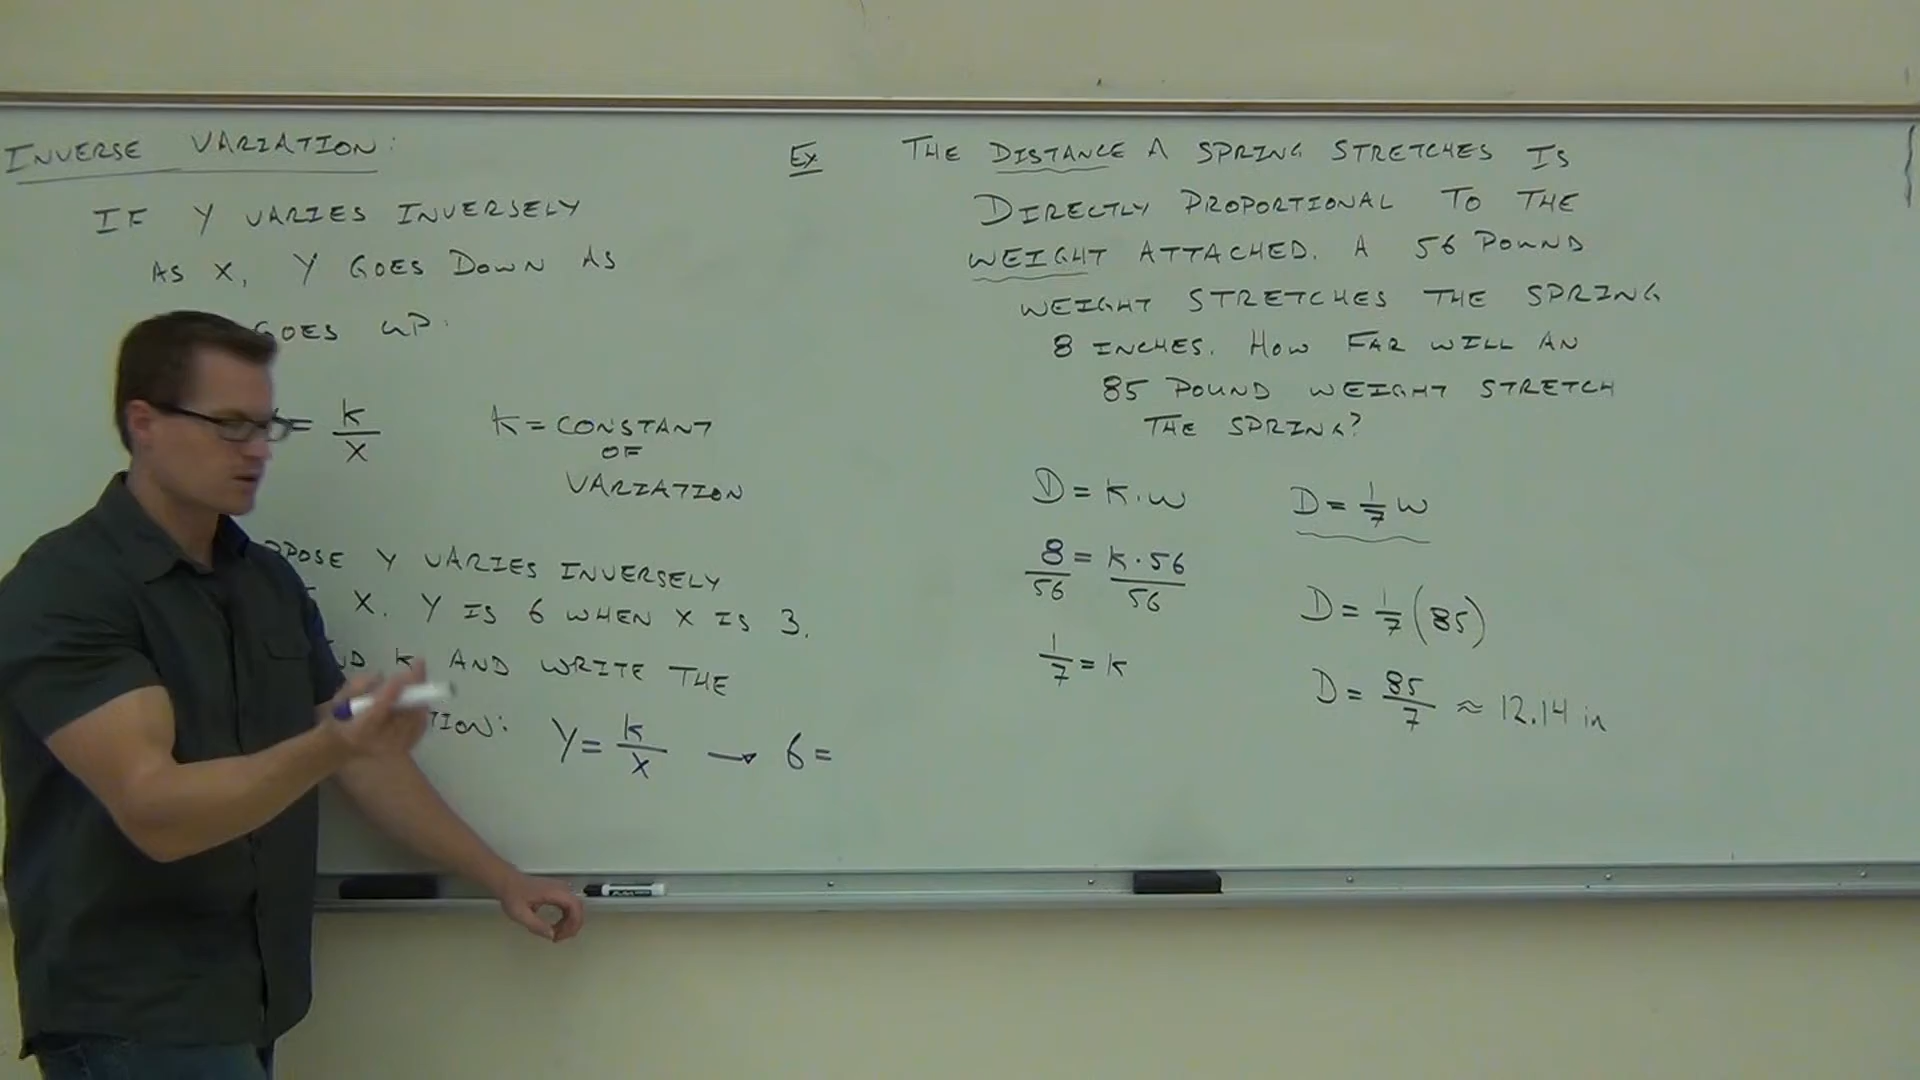 INVERSE VARIATION:
IF Y VARIES INVERSELY
AS X, Y GOES DOWN AS
GOES UP:
= k/x
K = CONSTANT
OF
VARIATION
Y VARIES INVERSELY
X. Y IS 6 WHEN X IS 3.
K AND WRITE THE
Y = k/x → 6 =
Ex THE DISTANCE A SPRING STRETCHES IS
DIRECTLY PROPORTIONAL TO THE
WEIGHT ATTACHED. A 56 POUND
WEIGHT STRETCHES THE SPRING
8 INCHES. HOW FAR WILL AN
85 POUND WEIGHT STRETCH
THE SPRING?
D = K·W
8/56 = K·56/56
1/7 = K
D = 1/7 W
D = 1/7 (85)
D = 85/7 ≈ 12.14 in